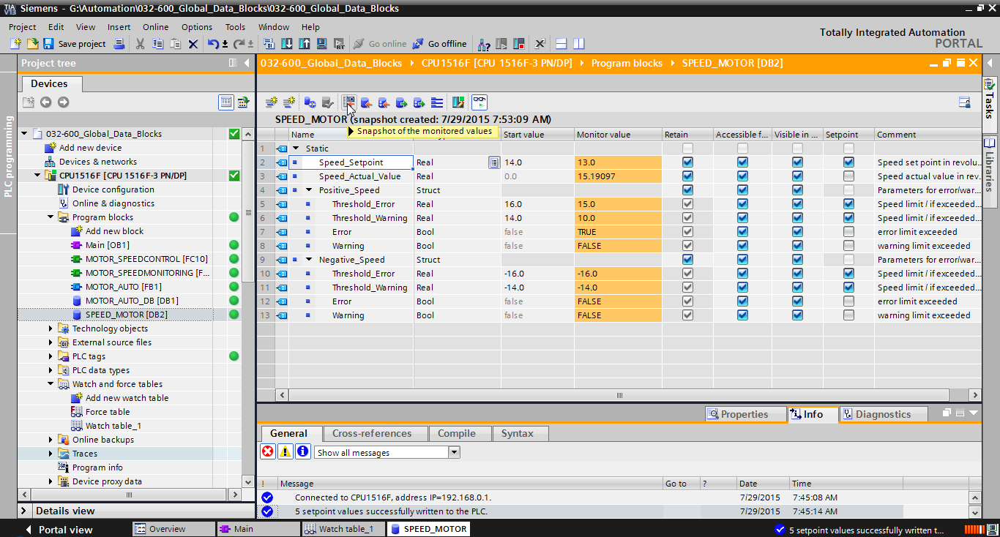 TIA V13 Siemens - G:\Automation\032-600_Global_Data_Blocks\032-600_Global_Data_Blocks
Project Edit View Insert Online Options Tools Window Help
Totally Integrated Automation
PORTAL
Save project Go online Go offline
Project tree
032-600_Global_Data_Blocks CPU1516F [CPU 1516F-3 PN/DP] Program blocks SPEED_MOTOR [DB2]
Devices
PLC programming
032-600_Global_Data_Blocks
Add new device
Devices & networks
CPU1516F [CPU 1516F-3 PN/DP]
Device configuration
Online & diagnostics
Program blocks
Add new block
Main [OB1]
MOTOR_SPEEDCONTROL [FC10]
MOTOR_SPEEDMONITORING [F...
MOTOR_AUTO [FB1]
MOTOR_AUTO_DB [DB1]
SPEED_MOTOR [DB2]
Technology objects
External source files
PLC tags
PLC data types
Watch and force tables
Add new watch table
Force table
Watch table_1
Online backups
Traces
Program info
Device proxy data
Details view
SPEED_MOTOR (snapshot created: 7/29/2015 7:53:09 AM)
Snapshot of the monitored values
Name Start value Monitor value Retain Accessible f... Visible in ... Setpoint Comment
1 Static
2 Speed_Setpoint Real 14.0 13.0 Speed set point in revolu...
3 Speed_Actual_Value Real 0.0 15.19097 Speed actual value in rev...
4 Positive_Speed Struct Parameters for error/war...
5 Threshold_Error Real 16.0 15.0 Speed limit / if exceeded...
6 Threshold_Warning Real 14.0 10.0 Speed limit / if exceeded...
7 Error Bool false TRUE error limit exceeded
8 Warning Bool false FALSE warning limit exceeded
9 Negative_Speed Struct Parameters for error/war...
10 Threshold_Error Real -16.0 -16.0 Speed limit / if exceeded...
11 Threshold_Warning Real -14.0 -14.0 Speed limit / if exceeded...
12 Error Bool false FALSE error limit exceeded
13 Warning Bool false FALSE warning limit exceeded
Tasks
Libraries
Properties Info Diagnostics
General Cross-references Compile Syntax
Show all messages
! Message Go to ? Date Time
Connected to CPU1516F, address IP=192.168.0.1. 7/29/2015 7:45:08 AM
5 setpoint values successfully written to the PLC. 7/29/2015 7:45:14 AM
Portal view Overview Main Watch table_1 SPEED_MOTOR 5 setpoint values successfully written t...